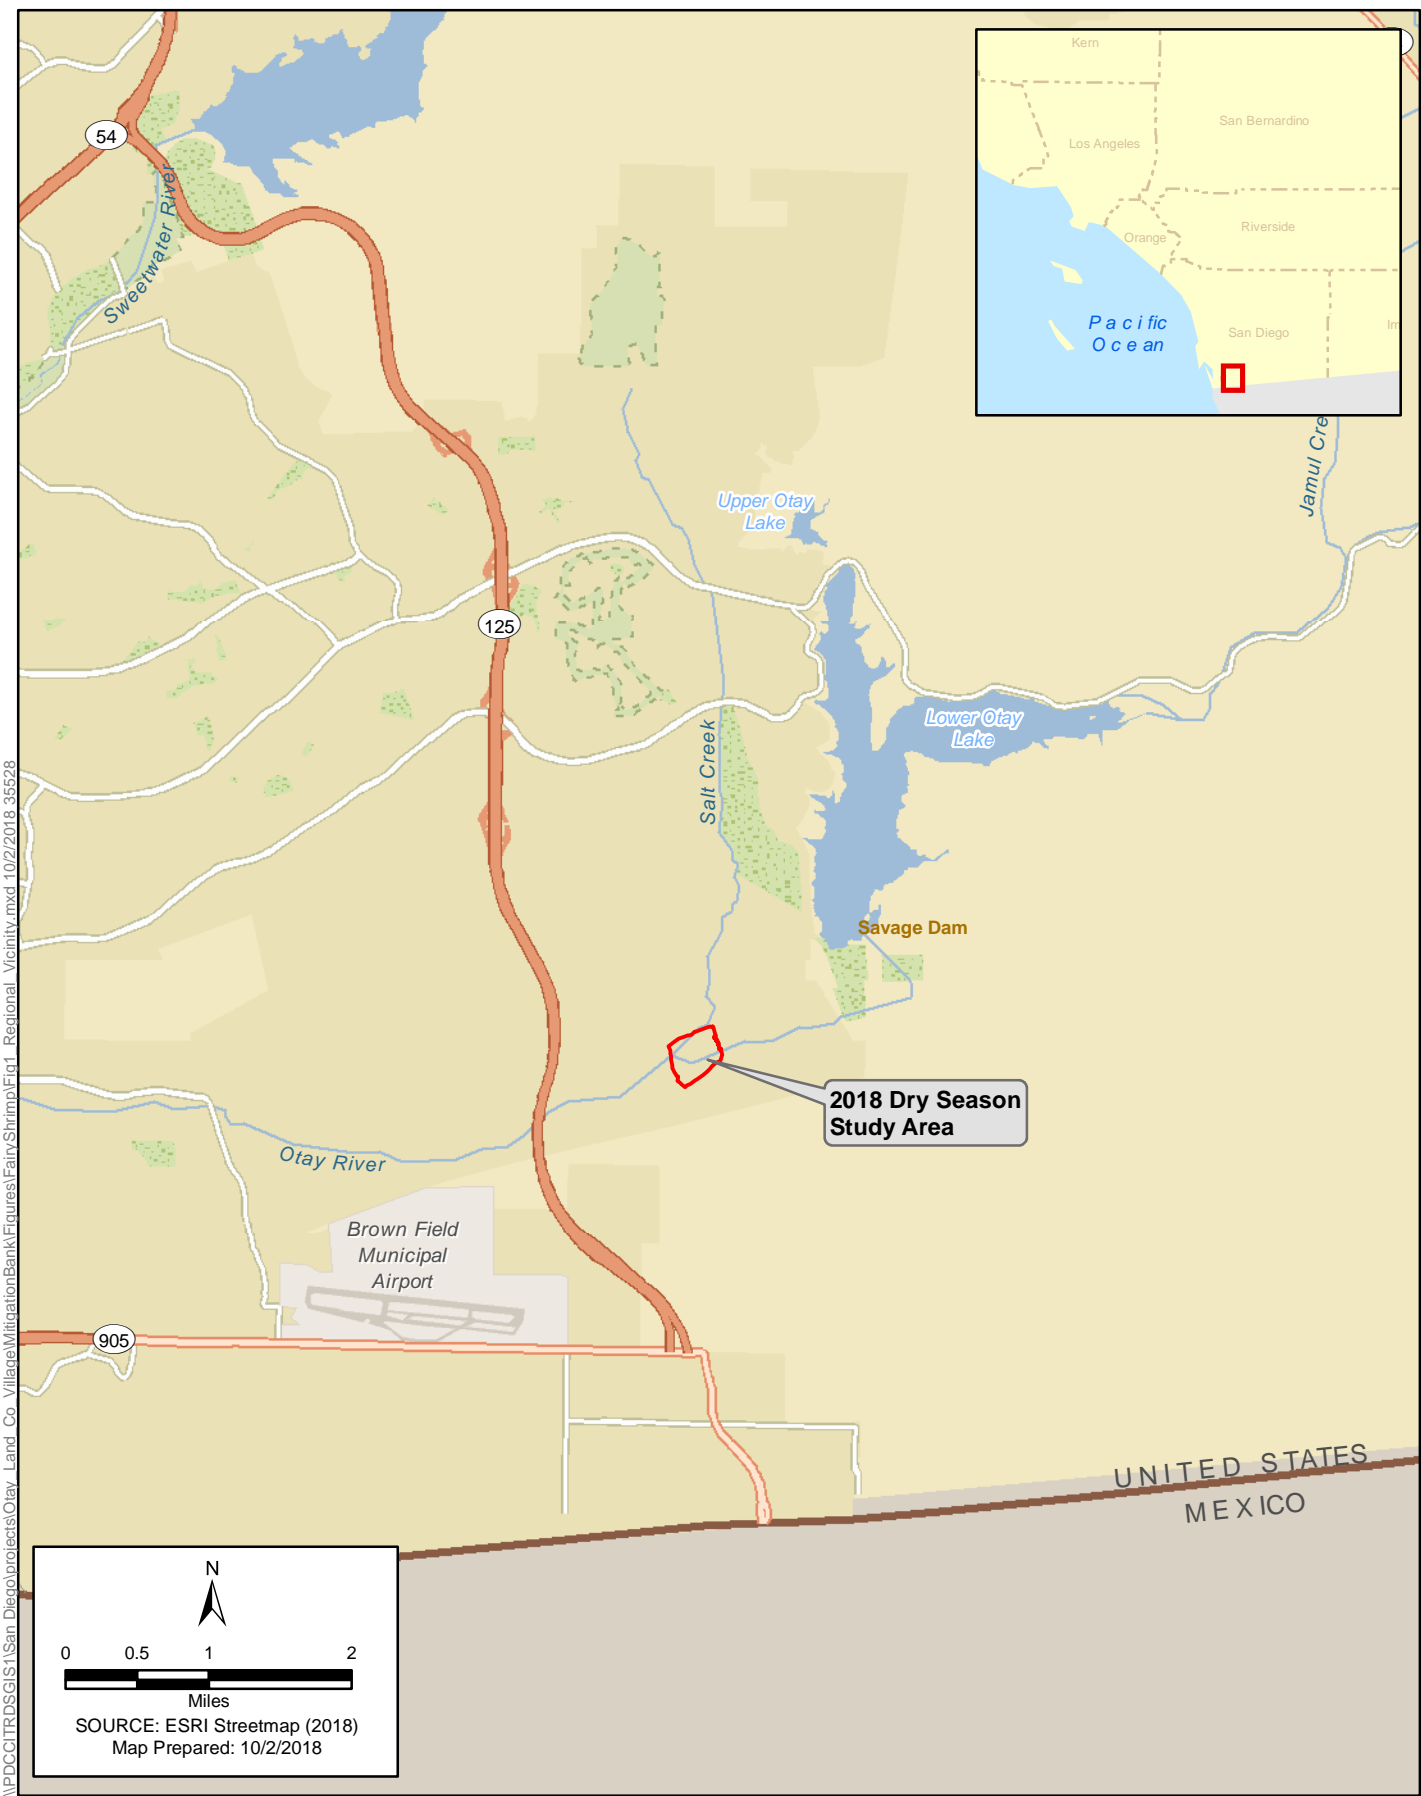 Kern
San Bernardino
Los Angeles
Riverside
Orange
Pacific
Ocean
San Diego
Im
54
Sweetwater River
Jamul Cre
Upper Otay
Lake
125
Lower Otay
Lake
Salt Creek
Savage Dam
2018 Dry Season
Study Area
Otay River
Brown Field
Municipal
Airport
905
UNITED STATES
MEXICO
N
0 0.5 1 2
Miles
SOURCE: ESRI Streetmap (2018)
Map Prepared: 10/2/2018
\\PDCCITRDSGIS1\San Diego\projects\Otay_Land_Co_Village\MitigationBank\Figures\FairyShrimp\Fig1_Regional_Vicinity.mxd 10/2/2018 35528